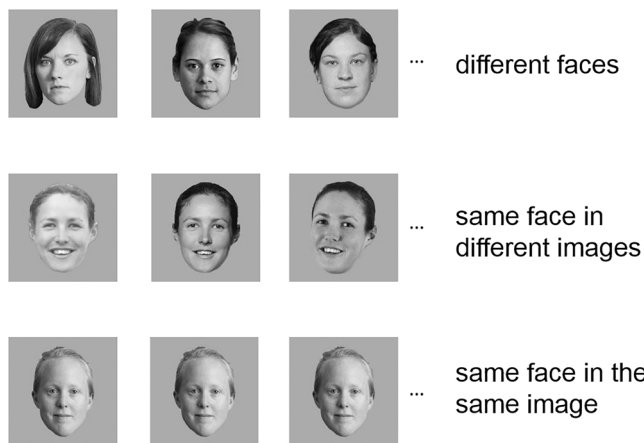 ... different faces
... same face in
different images
... same face in the
same image